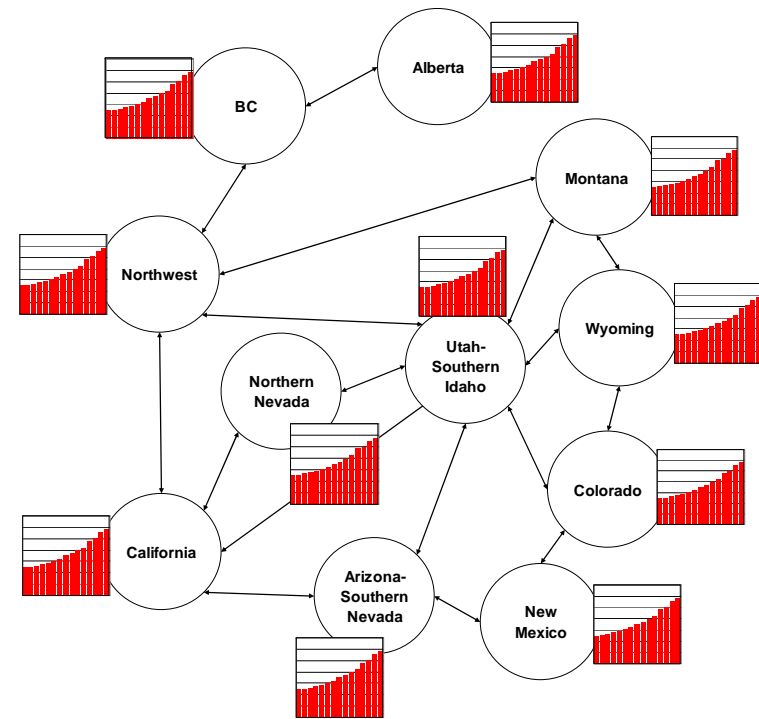 Alberta
BC
Montana
Northwest
Wyoming
Utah-
Southern
Idaho
Northern
Nevada
Colorado
California
Arizona-
Southern
Nevada
New
Mexico